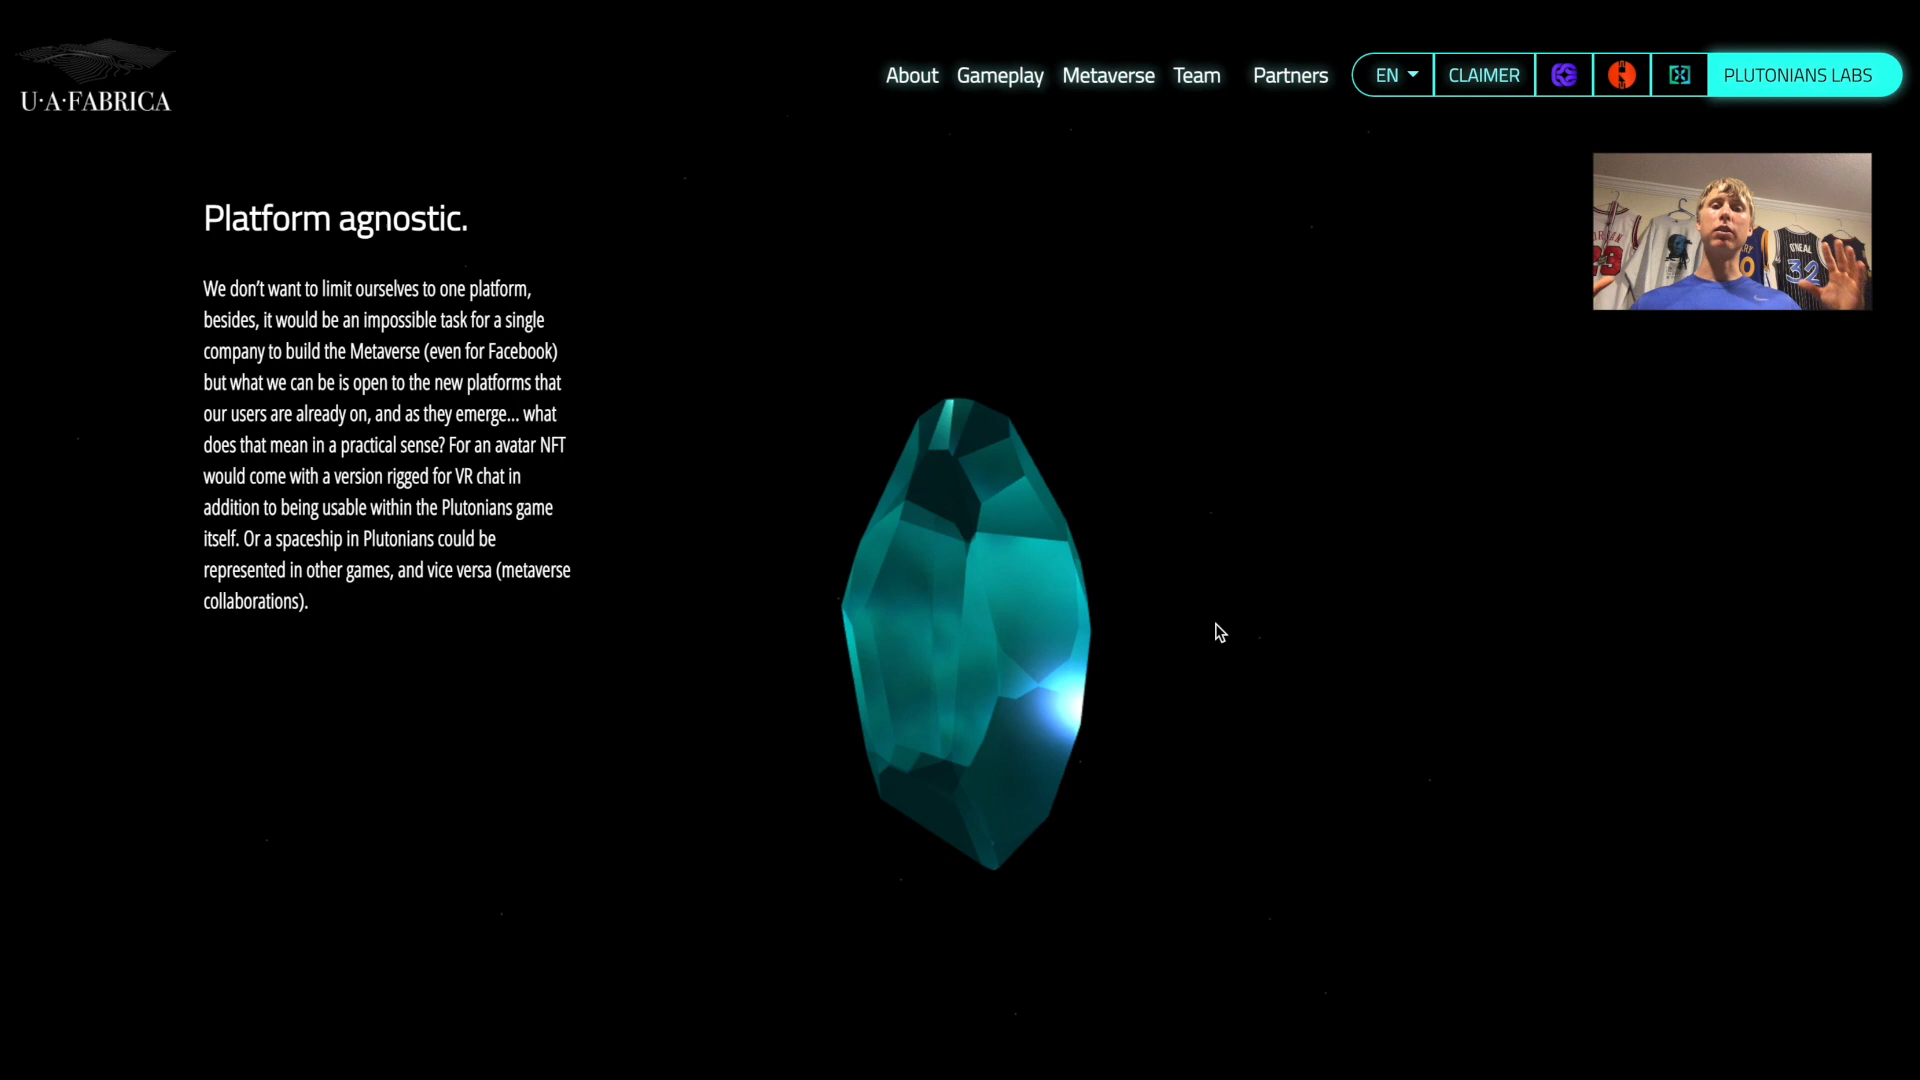 U·A·FABRICA
About Gameplay Metaverse Team Partners EN CLAIMER PLUTONIANS LABS
Platform agnostic.
We don't want to limit ourselves to one platform,
besides, it would be an impossible task for a single
company to build the Metaverse (even for Facebook)
but what we can be is open to the new platforms that
our users are already on, and as they emerge... what
does that mean in a practical sense? For an avatar NFT
would come with a version rigged for VR chat in
addition to being usable within the Plutonians game
itself. Or a spaceship in Plutonians could be
represented in other games, and vice versa (metaverse
collaborations).
23
O'NEAL
32